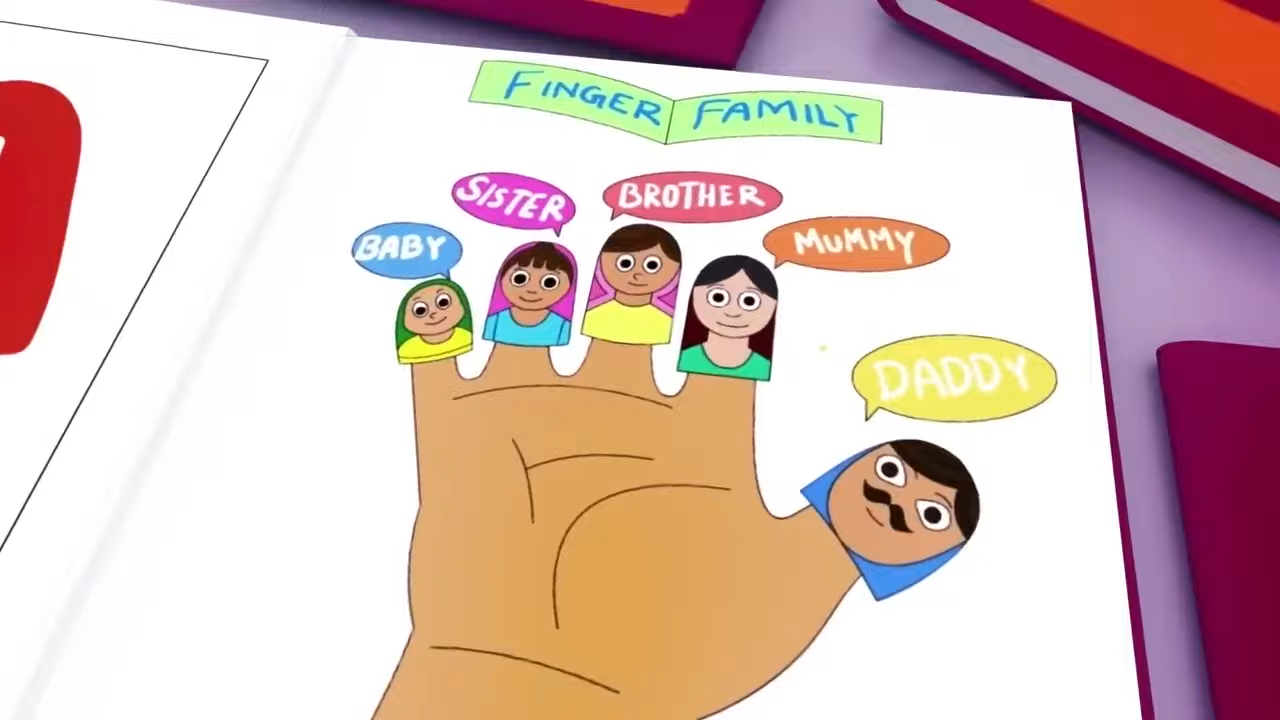 FINGER FAMILY
SISTER
BROTHER
BABY
MUMMY
DADDY